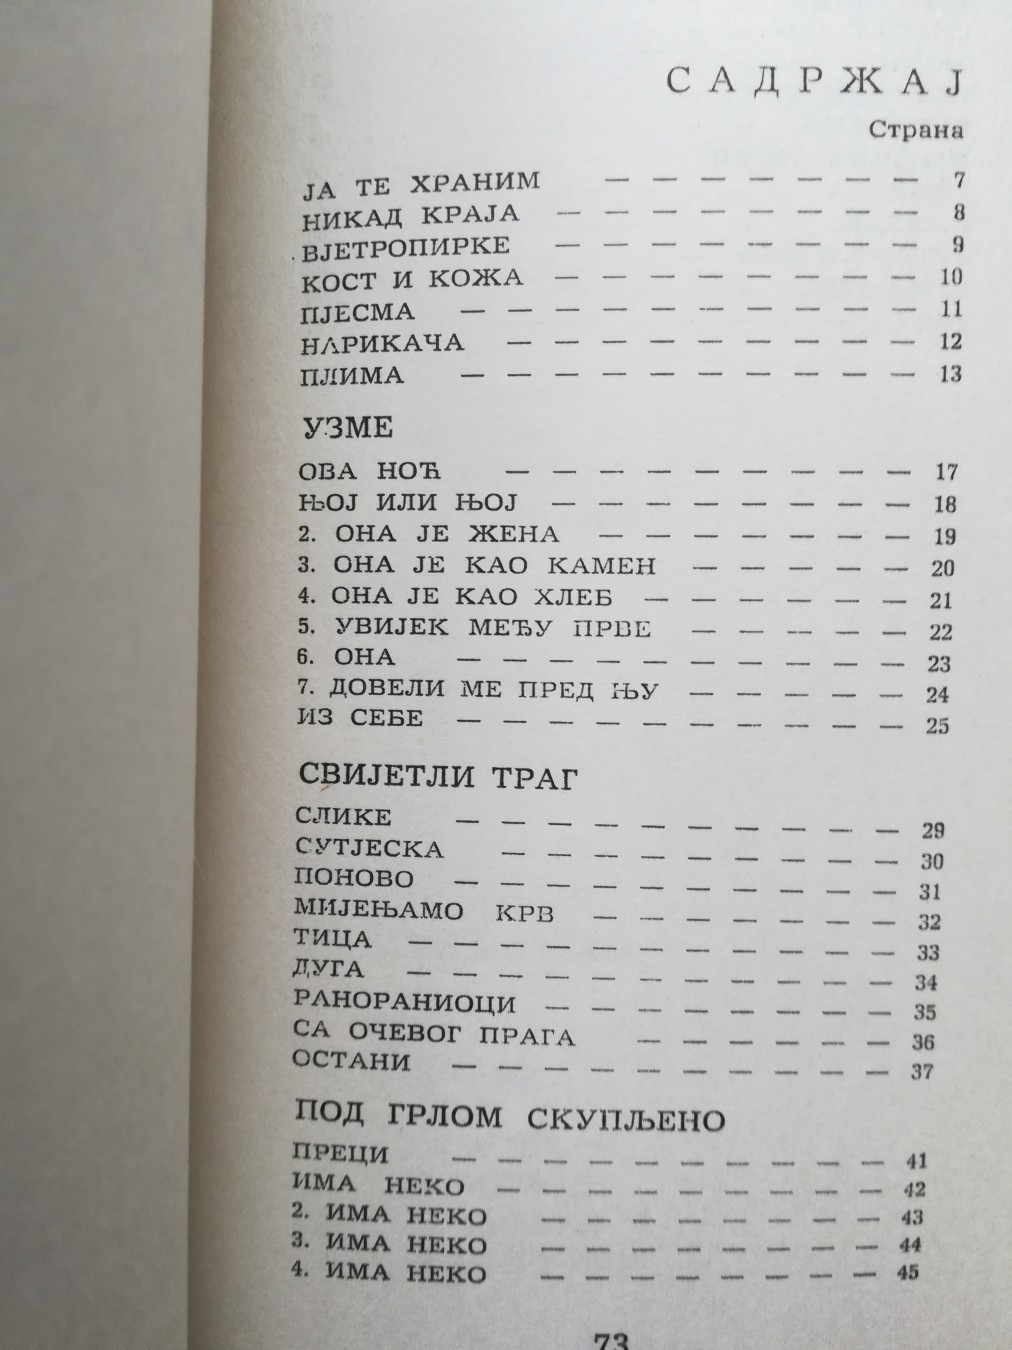 САДРЖАЈ
Страна
ЈА ТЕ ХРАНИМ — — — — — — — 7
НИКАД КРАЈА — — — — — — — — 8
ВЈЕТРОПИРКЕ — — — — — — — — 9
КОСТ И КОЖА — — — — — — — — 10
ПЈЕСМА — — — — — — — — — — 11
НАРИКАЧА — — — — — — — — — 12
ПЛИМА — — — — — — — — — — 13
УЗМЕ
ОВА НОЋ — — — — — — — — — 17
ЊОЈ ИЛИ ЊОЈ — — — — — — — — 18
2. ОНА ЈЕ ЖЕНА — — — — — — — 19
3. ОНА ЈЕ КАО КАМЕН — — — — — 20
4. ОНА ЈЕ КАО ХЛЕБ — — — — — — 21
5. УВИЈЕК МЕЂУ ПРВЕ — — — — — 22
6. ОНА — — — — — — — — — — 23
7. ДОВЕЛИ МЕ ПРЕД ЊУ — — — — — 24
ИЗ СЕБЕ — — — — — — — — — — 25
СВИЈЕТЛИ ТРАГ
СЛИКЕ — — — — — — — — — — 29
СУТЈЕСКА — — — — — — — — — 30
ПОНОВО — — — — — — — — — — 31
МИЈЕЊАМО КРВ — — — — — — — 32
ТИЦА — — — — — — — — — — — 33
ДУГА — — — — — — — — — — — 34
РАНОРАНИОЦИ — — — — — — — — 35
СА ОЧЕВОГ ПРАГА — — — — — — 36
ОСТАНИ — — — — — — — — — — 37
ПОД ГРЛОМ СКУПЉЕНО
ПРЕЦИ — — — — — — — — — — 41
ИМА НЕКО — — — — — — — — — 42
2. ИМА НЕКО — — — — — — — — 43
3. ИМА НЕКО — — — — — — — — 44
4. ИМА НЕКО — — — — — — — — 45
73